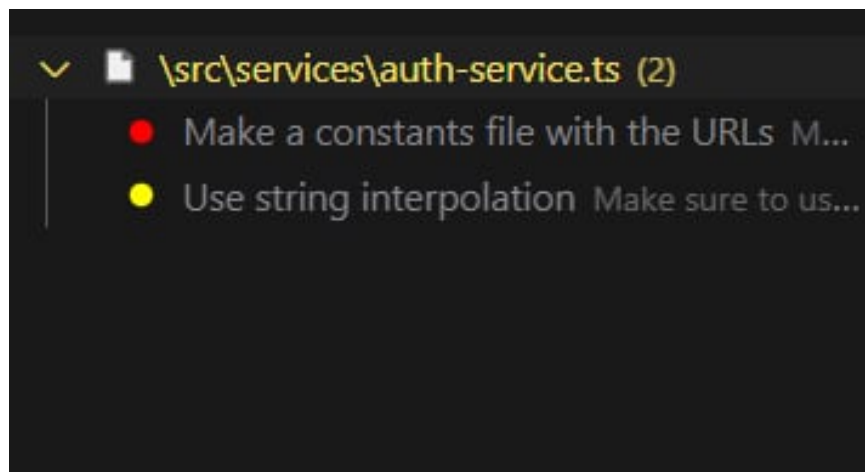 \src\services\auth-service.ts (2)
Make a constants file with the URLs M...
Use string interpolation Make sure to us...